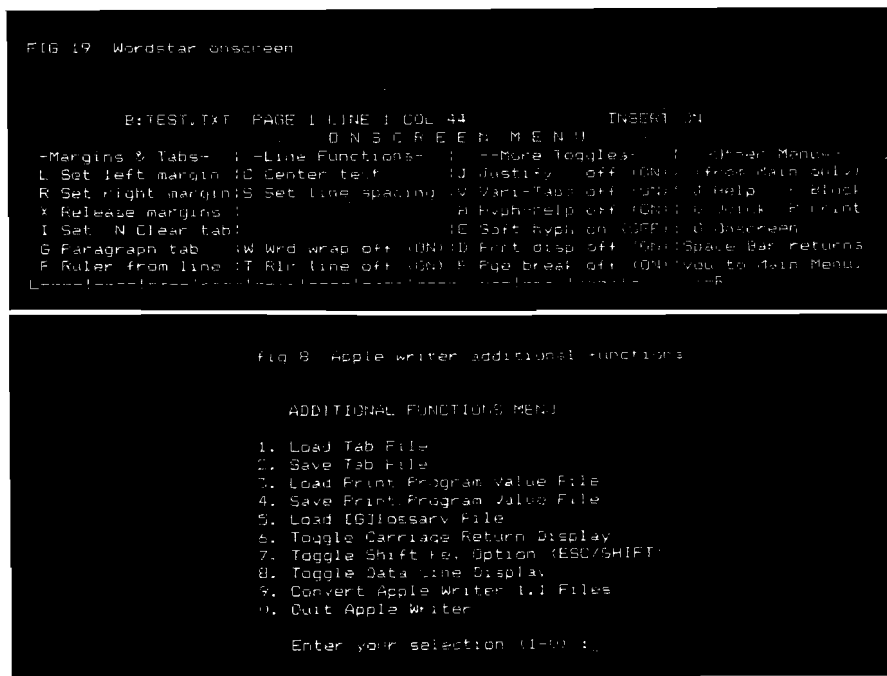 FIG 19 Wordstar onscreen
B:TEST.TXT PAGE 1 LINE 1 COL 44 INSERT ON
O N S C R E E N M E N U
-Margins & Tabs- | -Line Functions- | --More Toggles- | -Other Menus-
L Set left margin |C Center text |J Justify off (ON)| (from Main only)
R Set right margin|S Set line spacing |V Vari-Tabs off (ON)| J Help K Block
X Release margins | |H Hyph-help off (ON)| Q Quick P Print
I Set N Clear tab| |E Soft hyph on (OFF)| O Onscreen
G Paragraph tab |W Wrd wrap off (ON)|D Prnt disp off (ON)|Space Bar returns
F Ruler from line |T Rlr line off (ON)|P Pge break off (ON)|you to Main Menu.
fig 8 Apple writer additional functions
ADDITIONAL FUNCTIONS MENU
1. Load Tab File
2. Save Tab File
3. Load Print Program Value File
4. Save Print Program Value File
5. Load [G]lossary File
6. Toggle Carriage Return Display
7. Toggle Shift Key Option (ESC/SHIFT)
8. Toggle Data Line Display
9. Convert Apple Writer 1.1 Files
0. Quit Apple Writer
Enter your selection (1-0) :_